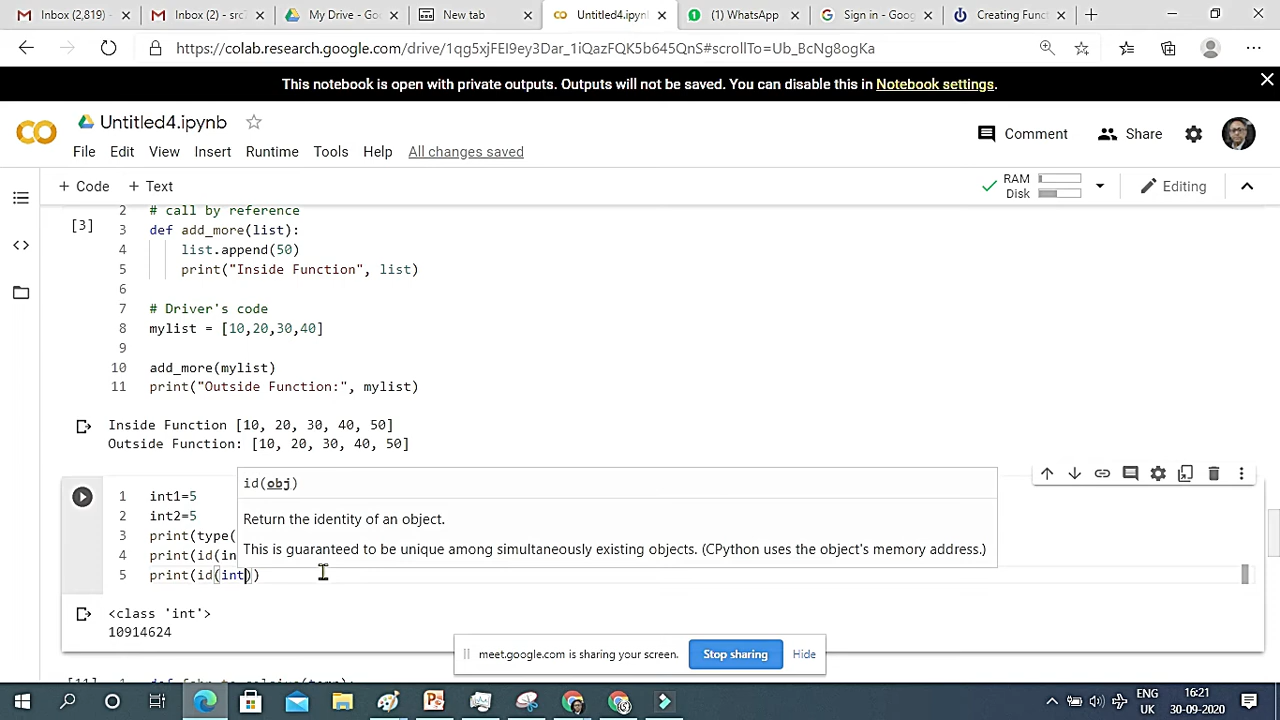 Inbox (2,819)
Inbox (2) - src
My Drive - Go
New tab
Untitled4.ipynb
(1) WhatsApp
Sign in - Goog
Creating Func
https://colab.research.google.com/drive/1qg5xjFEI9ey3Dar_1iQazFQK5b645QnS#scrollTo=Ub_BcNg8ogKa
This notebook is open with private outputs. Outputs will not be saved. You can disable this in Notebook settings.
Untitled4.ipynb
Comment
Share
File Edit View Insert Runtime Tools Help All changes saved
+ Code + Text
RAM
Disk
Editing
[3]
2 # call by reference
3 def add_more(list):
4 list.append(50)
5 print("Inside Function", list)
6
7 # Driver's code
8 mylist = [10,20,30,40]
9
10 add_more(mylist)
11 print("Outside Function:", mylist)
Inside Function [10, 20, 30, 40, 50]
Outside Function: [10, 20, 30, 40, 50]
id(obj)
Return the identity of an object.
This is guaranteed to be unique among simultaneously existing objects. (CPython uses the object's memory address.)
1 int1=5
2 int2=5
3 print(type(
4 print(id(in
5 print(id(int))
<class 'int'>
10914624
meet.google.com is sharing your screen.
Stop sharing
Hide
ENG
UK
16:21
30-09-2020